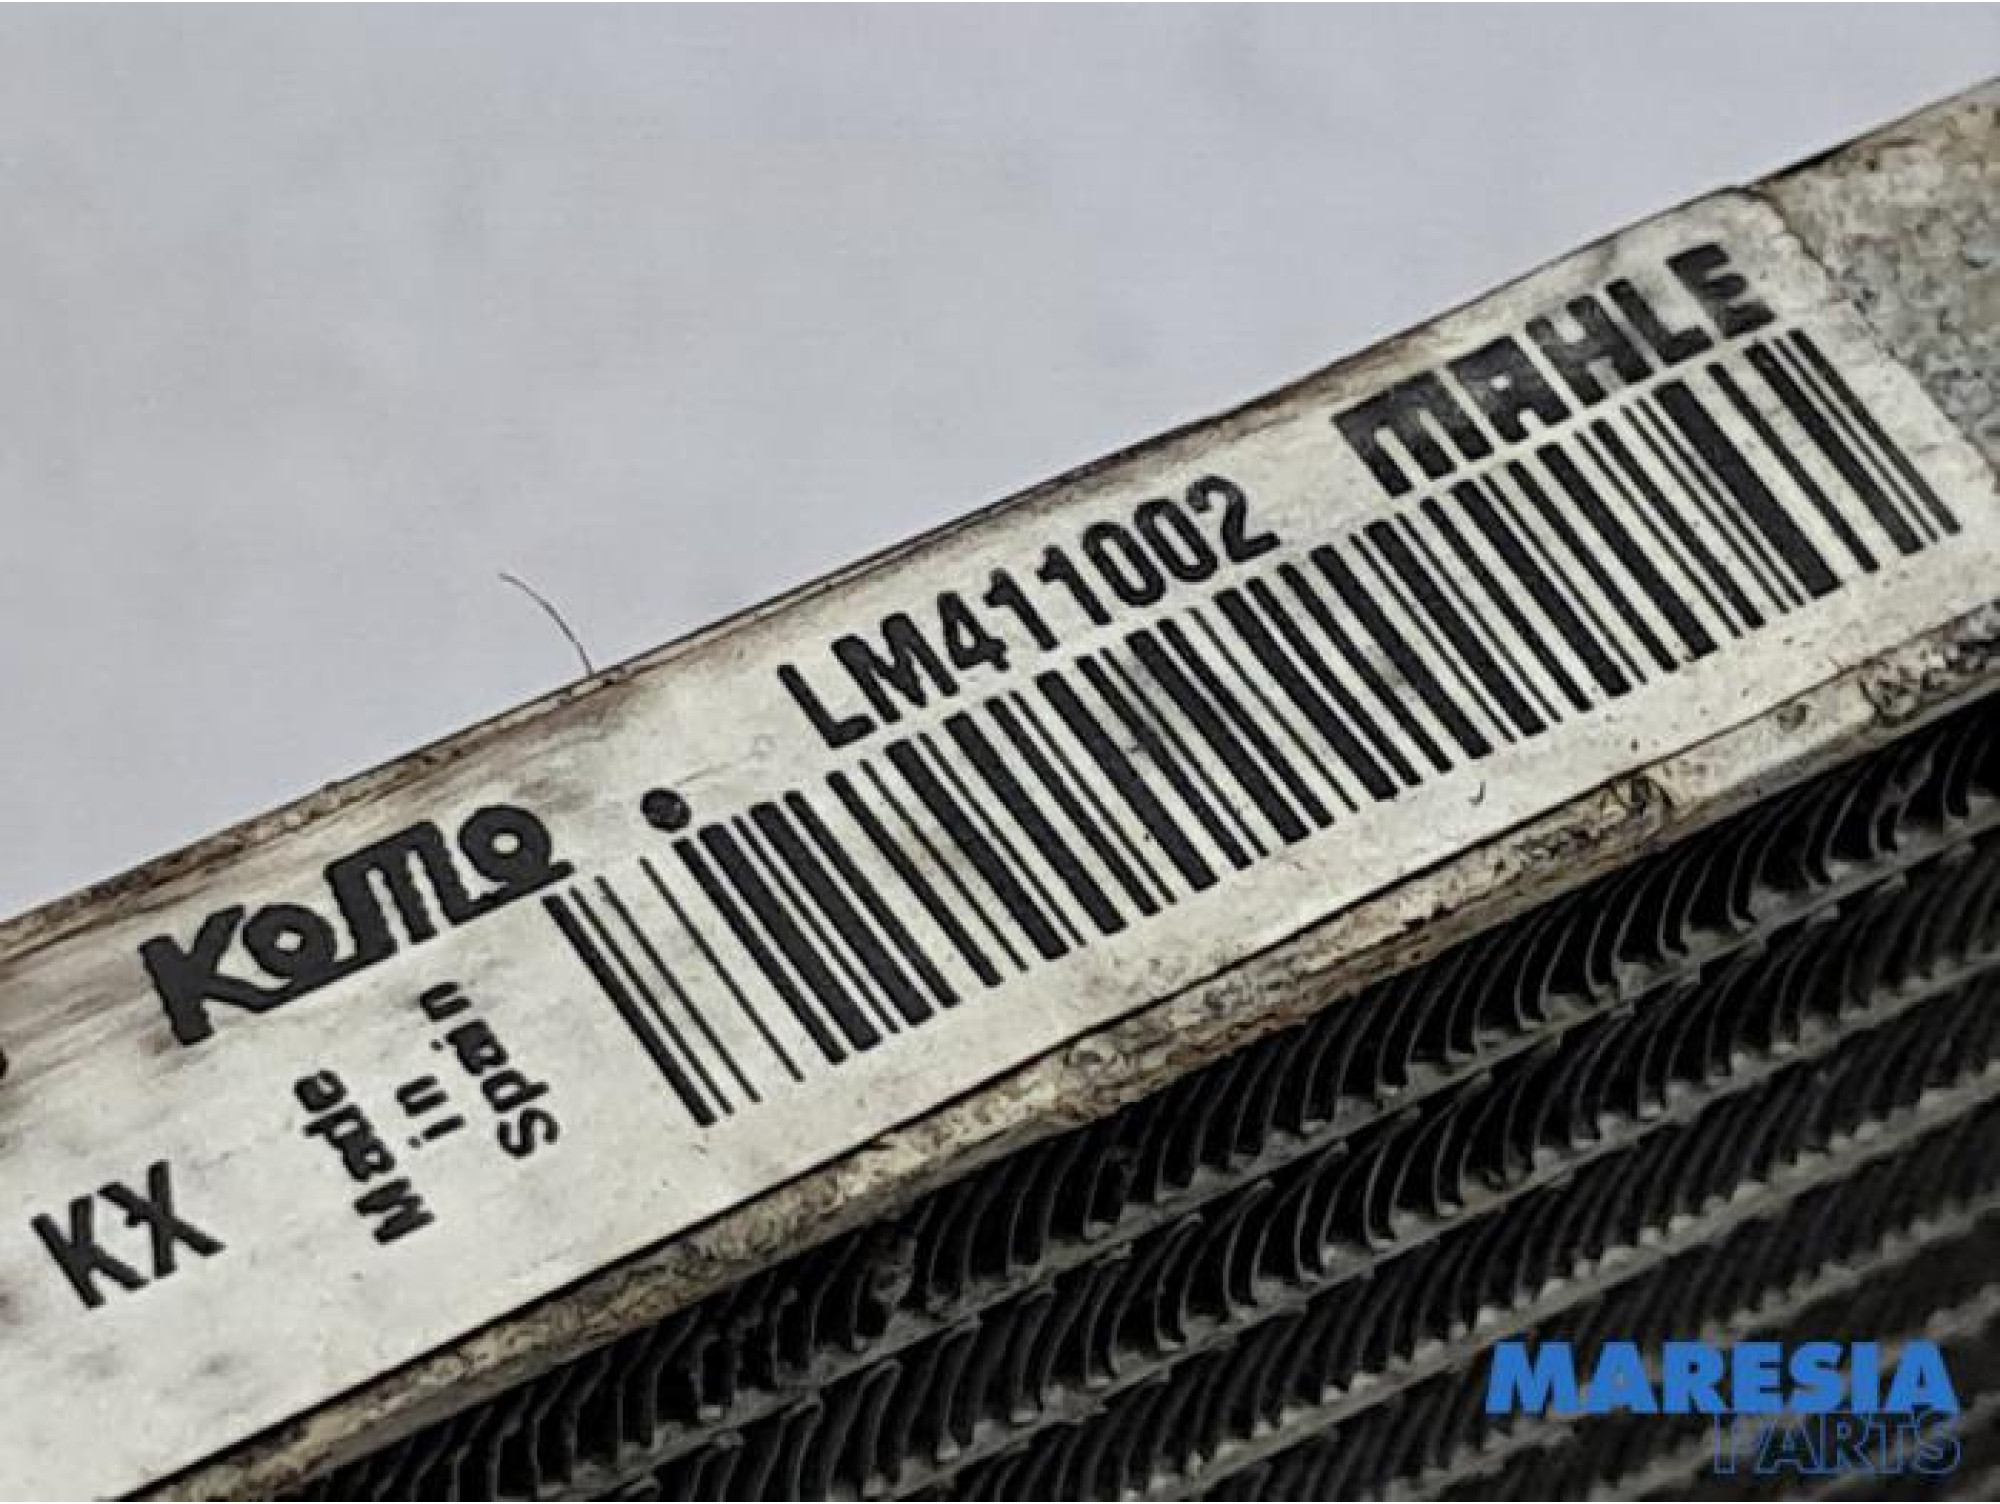 MAHLE
LM411002
KOMO
KX
Made
in
Spain
MARESIA
PARTS